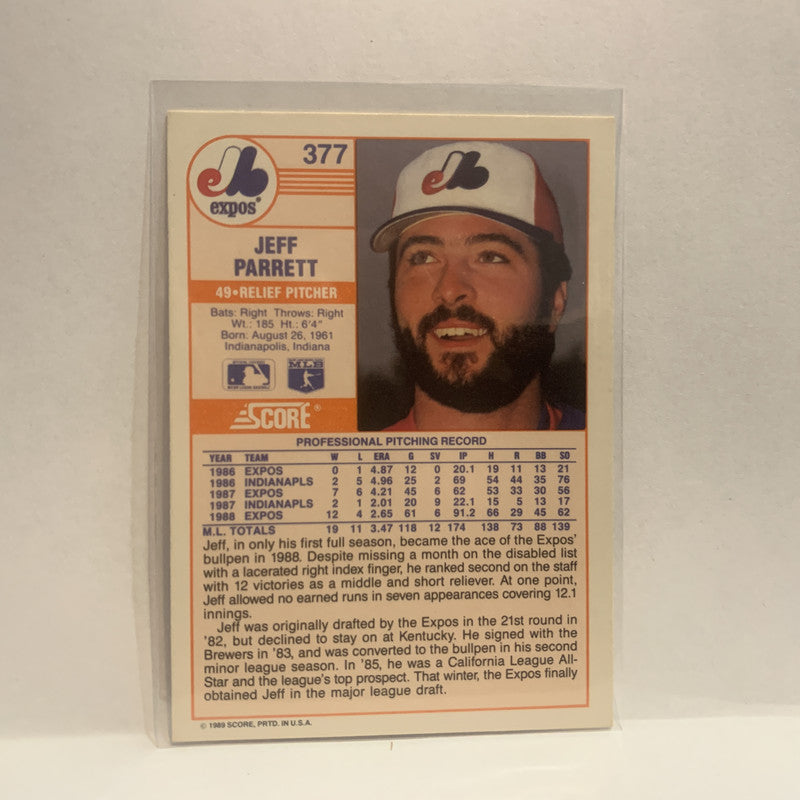 expos
377
JEFF
PARRETT
49•RELIEF PITCHER
Bats: Right Throws: Right
Wt.: 185 Ht.: 6'4"
Born: August 26, 1961
Indianapolis, Indiana
MLB
SCORE®
PROFESSIONAL PITCHING RECORD
YEAR TEAM W L ERA G SV IP H R BB SO
1986 EXPOS 0 1 4.87 12 0 20.1 19 11 13 21
1986 INDIANAPLS 2 5 4.96 25 2 69 54 44 35 76
1987 EXPOS 7 6 4.21 45 6 62 53 33 30 56
1987 INDIANAPLS 2 1 2.01 20 9 22.1 15 5 13 17
1988 EXPOS 12 4 2.65 61 6 91.2 66 29 45 62
M.L. TOTALS 19 11 3.47 118 12 174 138 73 88 139
Jeff, in only his first full season, became the ace of the Expos'
bullpen in 1988. Despite missing a month on the disabled list
with a lacerated right index finger, he ranked second on the staff
with 12 victories as a middle and short reliever. At one point,
Jeff allowed no earned runs in seven appearances covering 12.1
innings.
Jeff was originally drafted by the Expos in the 21st round in
'82, but declined to stay on at Kentucky. He signed with the
Brewers in '83, and was converted to the bullpen in his second
minor league season. In '85, he was a California League All-
Star and the league's top prospect. That winter, the Expos finally
obtained Jeff in the major league draft.
© 1989 SCORE, PRTD. IN U.S.A.